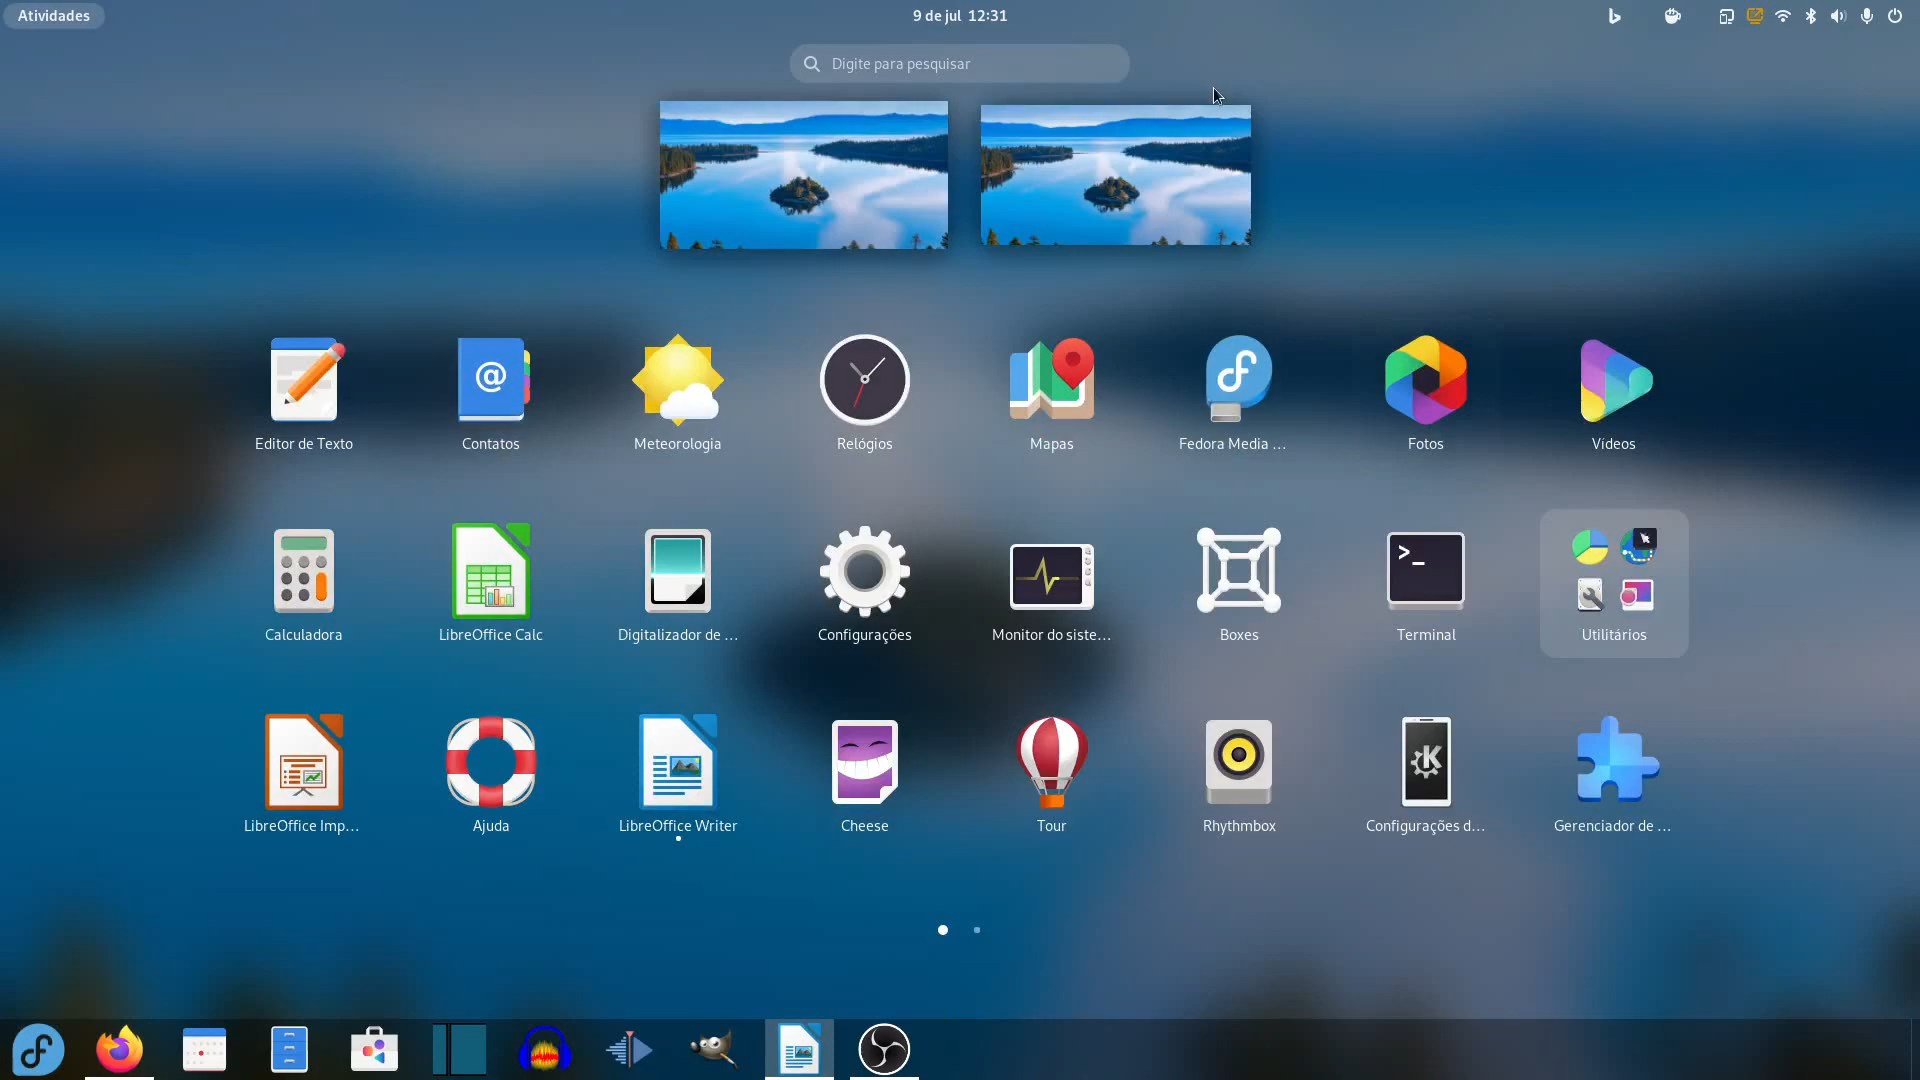 Atividades
9 de jul 12:31
Digite para pesquisar
Editor de Texto
Contatos
Meteorologia
Relógios
Mapas
Fedora Media ...
Fotos
Vídeos
Calculadora
LibreOffice Calc
Digitalizador de ...
Configurações
Monitor do siste...
Boxes
Terminal
Utilitários
LibreOffice Imp...
Ajuda
LibreOffice Writer
Cheese
Tour
Rhythmbox
Configurações d...
Gerenciador de ...